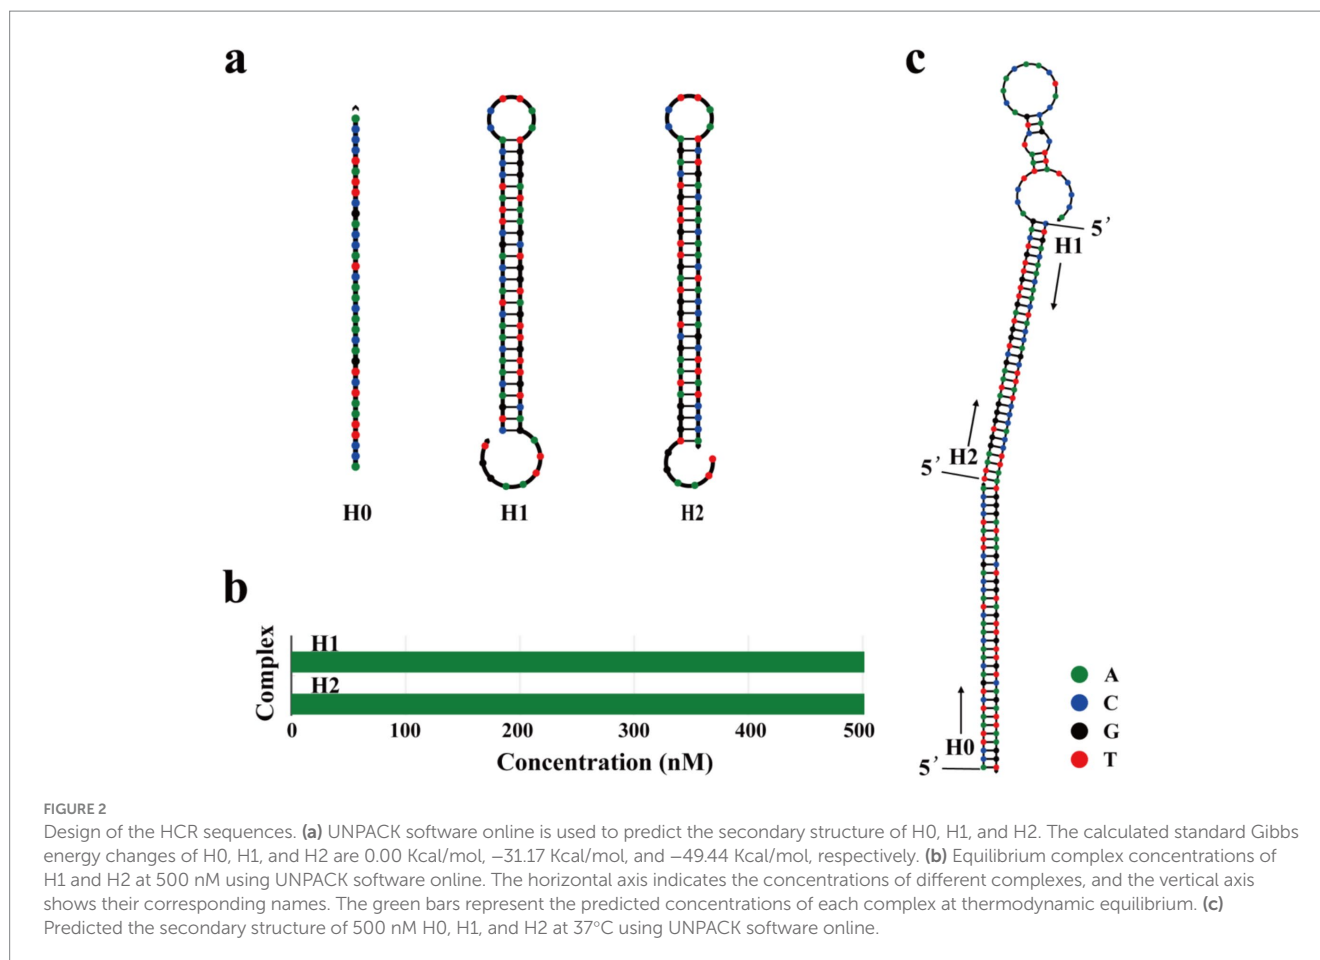 a
c
H0
H1
H2
5’
H1
H2
5’
H0
5’
A
C
G
T
b
Complex
H1
H2
0 100 200 300 400 500
Concentration (nM)
FIGURE 2
Design of the HCR sequences. (a) UNPACK software online is used to predict the secondary structure of H0, H1, and H2. The calculated standard Gibbs
energy changes of H0, H1, and H2 are 0.00 Kcal/mol, −31.17 Kcal/mol, and −49.44 Kcal/mol, respectively. (b) Equilibrium complex concentrations of
H1 and H2 at 500 nM using UNPACK software online. The horizontal axis indicates the concentrations of different complexes, and the vertical axis
shows their corresponding names. The green bars represent the predicted concentrations of each complex at thermodynamic equilibrium. (c)
Predicted the secondary structure of 500 nM H0, H1, and H2 at 37°C using UNPACK software online.